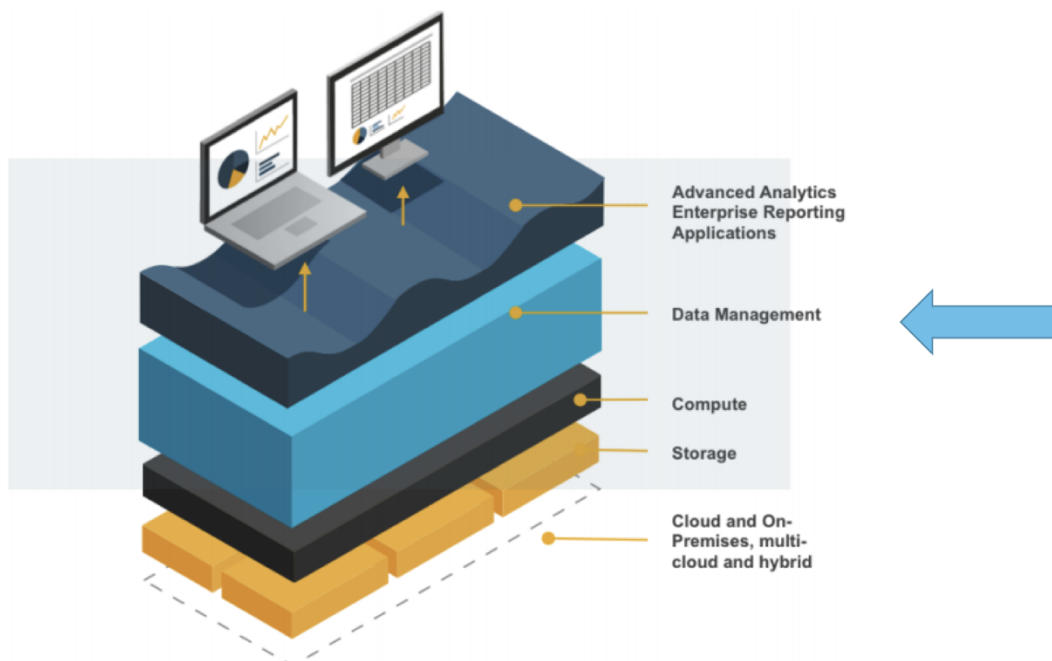 Advanced Analytics
Enterprise Reporting
Applications
Data Management
Compute
Storage
Cloud and On-
Premises, multi-
cloud and hybrid